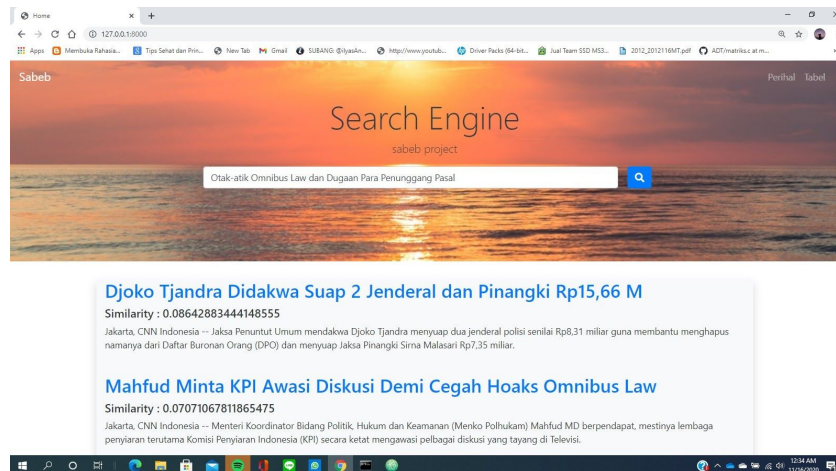 Home
127.0.0.1:8000
Apps
Membuka Rahasia...
Tips Sehat dan Prin...
New Tab
Gmail
SUBANG: @ilyasAn...
http://www.youtub...
Driver Packs (64-bit...
Jual Team SSD MS3...
2012_2012116MT.pdf
ADT/matriks.c at m...
Sabeb
Perihal Tabel
Search Engine
sabeb project
Otak-atik Omnibus Law dan Dugaan Para Penunggang Pasal
Djoko Tjandra Didakwa Suap 2 Jenderal dan Pinangki Rp15,66 M
Similarity : 0.08642883444148555
Jakarta, CNN Indonesia -- Jaksa Penuntut Umum mendakwa Djoko Tjandra menyuap dua jenderal polisi senilai Rp8,31 miliar guna membantu menghapus
namanya dari Daftar Buronan Orang (DPO) dan menyuap Jaksa Pinangki Sirna Malasari Rp7,35 miliar.
Mahfud Minta KPI Awasi Diskusi Demi Cegah Hoaks Omnibus Law
Similarity : 0.07071067811865475
Jakarta, CNN Indonesia -- Menteri Koordinator Bidang Politik, Hukum dan Keamanan (Menko Polhukam) Mahfud MD berpendapat, mestinya lembaga
penyiaran terutama Komisi Penyiaran Indonesia (KPI) secara ketat mengawasi pelbagai diskusi yang tayang di Televisi.
12:34 AM
11/16/2020